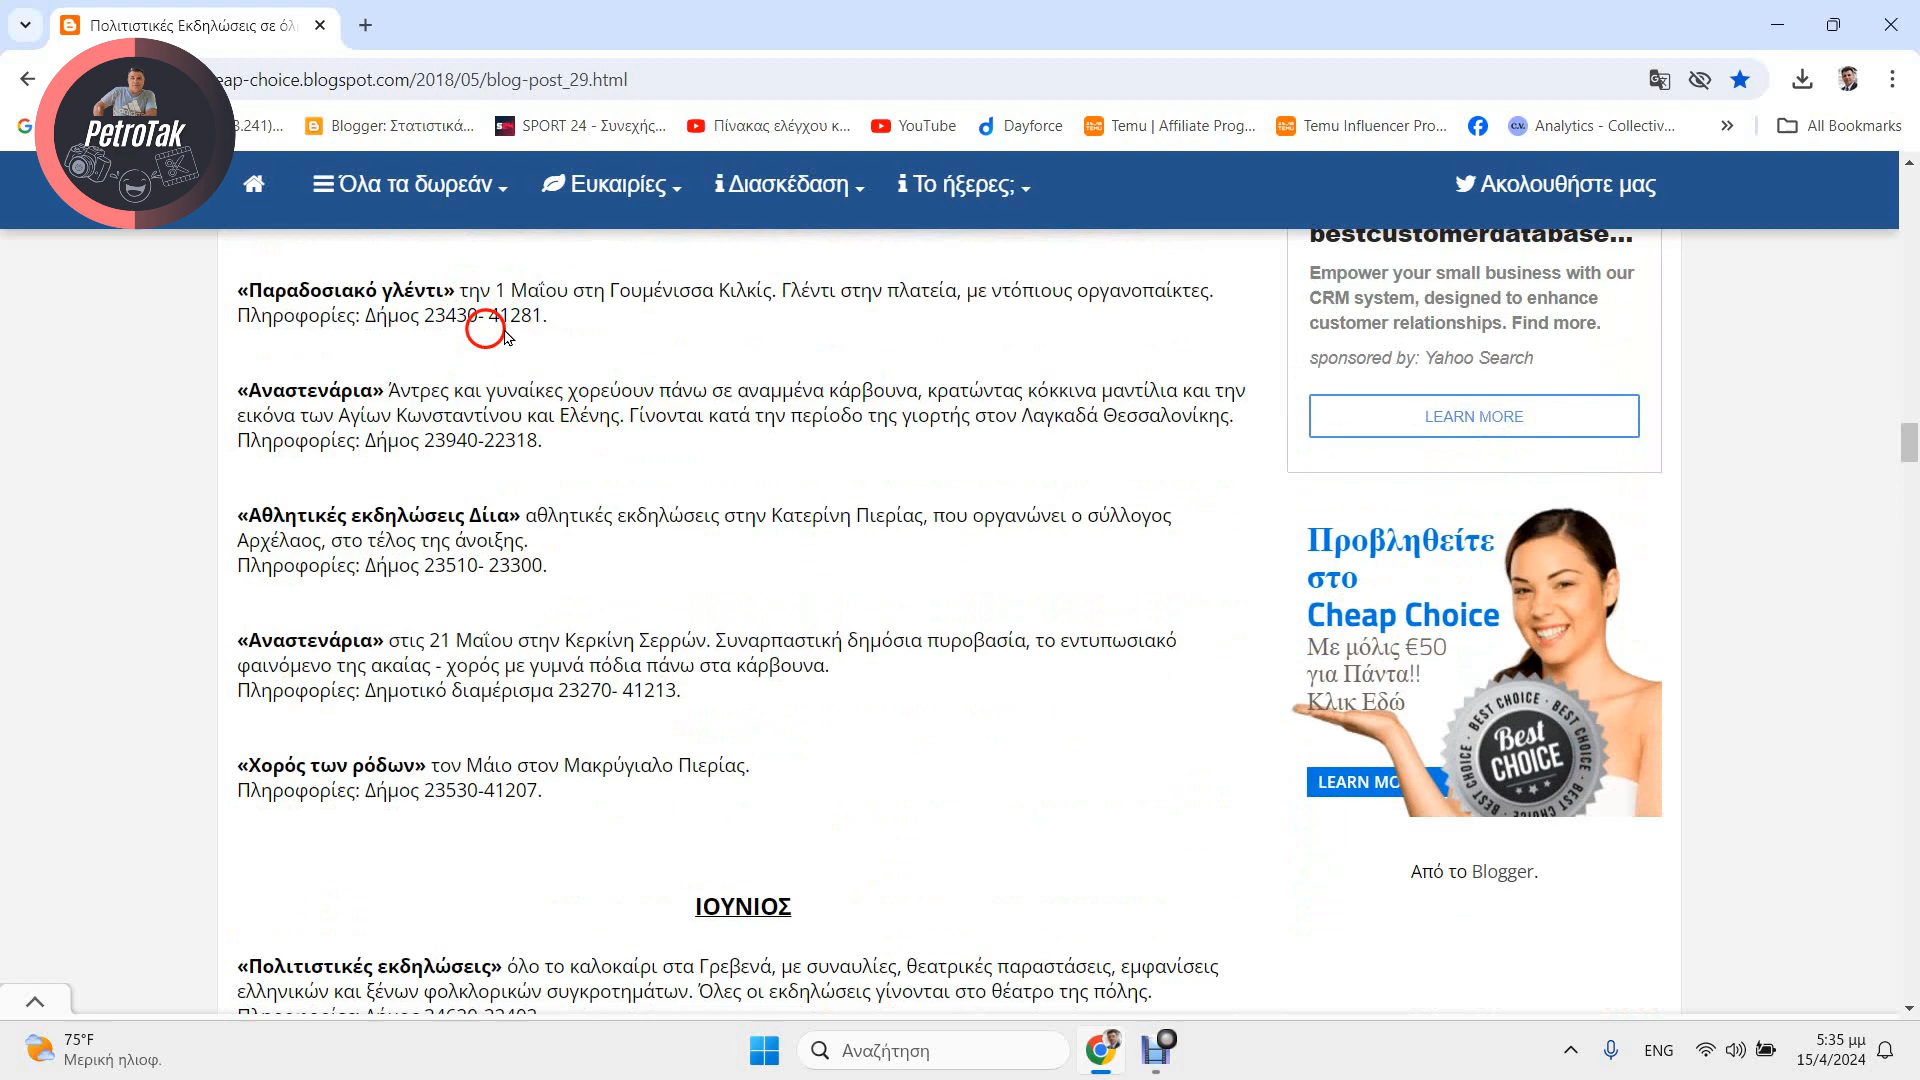 Πολιτιστικές Εκδηλώσεις σε όλ
eap-choice.blogspot.com/2018/05/blog-post_29.html
3.241)...
Blogger: Στατιστικά...
SPORT 24 - Συνεχής...
Πίνακας ελέγχου κ...
YouTube
Dayforce
Temu | Affiliate Prog...
Temu Influencer Pro...
Analytics - Collectiv...
All Bookmarks
PetroTak
Όλα τα δωρεάν
Ευκαιρίες
Διασκέδαση
Το ήξερες;
Ακολουθήστε μας
«Παραδοσιακό γλέντι» την 1 Μαΐου στη Γουμένισσα Κιλκίς. Γλέντι στην πλατεία, με ντόπιους οργανοπαίκτες.
Πληροφορίες: Δήμος 23430- 41281.
«Αναστενάρια» Άντρες και γυναίκες χορεύουν πάνω σε αναμμένα κάρβουνα, κρατώντας κόκκινα μαντίλια και την
εικόνα των Αγίων Κωνσταντίνου και Ελένης. Γίνονται κατά την περίοδο της γιορτής στον Λαγκαδά Θεσσαλονίκης.
Πληροφορίες: Δήμος 23940-22318.
«Αθλητικές εκδηλώσεις Δίια» αθλητικές εκδηλώσεις στην Κατερίνη Πιερίας, που οργανώνει ο σύλλογος
Αρχέλαος, στο τέλος της άνοιξης.
Πληροφορίες: Δήμος 23510- 23300.
«Αναστενάρια» στις 21 Μαΐου στην Κερκίνη Σερρών. Συναρπαστική δημόσια πυροβασία, το εντυπωσιακό
φαινόμενο της ακαίας - χορός με γυμνά πόδια πάνω στα κάρβουνα.
Πληροφορίες: Δημοτικό διαμέρισμα 23270- 41213.
«Χορός των ρόδων» τον Μάιο στον Μακρύγιαλο Πιερίας.
Πληροφορίες: Δήμος 23530-41207.
ΙΟΥΝΙΟΣ
«Πολιτιστικές εκδηλώσεις» όλο το καλοκαίρι στα Γρεβενά, με συναυλίες, θεατρικές παραστάσεις, εμφανίσεις
ελληνικών και ξένων φολκλορικών συγκροτημάτων. Όλες οι εκδηλώσεις γίνονται στο θέατρο της πόλης.
bestcustomerdatabase...
Empower your small business with our
CRM system, designed to enhance
customer relationships. Find more.
sponsored by: Yahoo Search
LEARN MORE
Προβληθείτε
στο
Cheap Choice
Με μόλις €50
για Πάντα!!
Κλικ Εδώ
LEARN MO
BEST CHOICE · BEST CHOICE · BEST CHOICE
Best
CHOICE
Από το Blogger.
75°F
Μερική ηλιοφ.
Αναζήτηση
ENG
5:35 μμ
15/4/2024